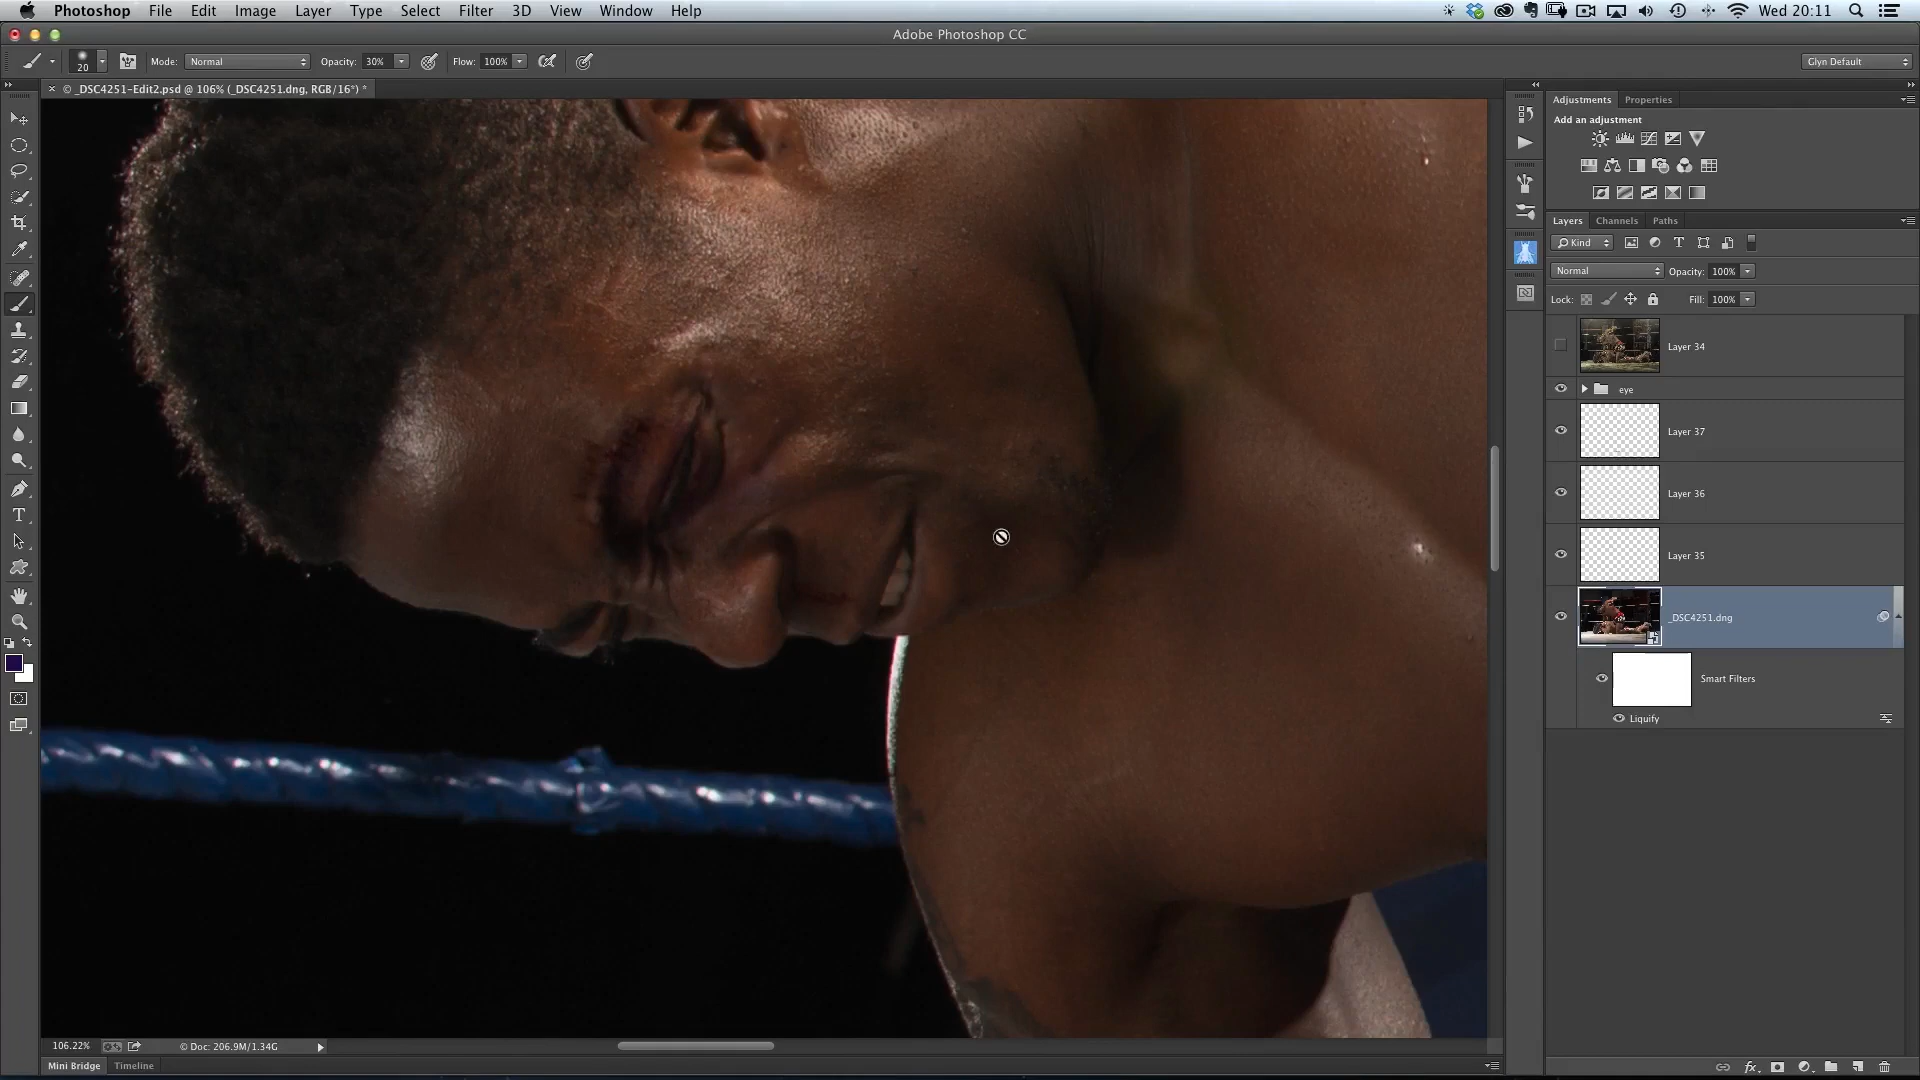 Photoshop File Edit Image Layer Type Select Filter 3D View Window Help Wed 20:11
Adobe Photoshop CC
20 Mode: Normal Opacity: 30% Flow: 100% Glyn Default
© _DSC4251-Edit2.psd @ 106% (_DSC4251.dng, RGB/16*) *
Adjustments Properties
Add an adjustment
Layers Channels Paths
Kind
Normal Opacity: 100%
Lock: Fill: 100%
Layer 34
eye
Layer 37
Layer 36
Layer 35
_DSC4251.dng
Smart Filters
Liquify
106.22% © Doc: 206.9M/1.34G
Mini Bridge Timeline